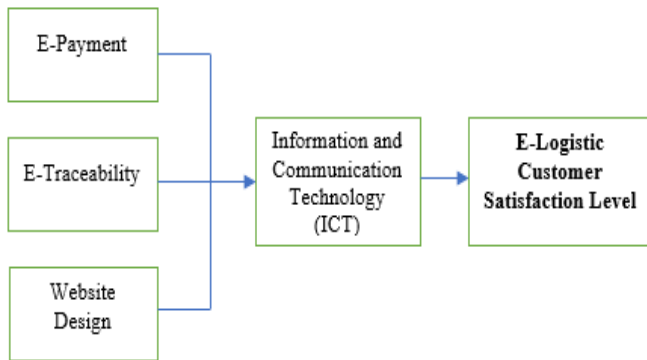 E-Payment
E-Traceability
Website
Design
Information and
Communication
Technology
(ICT)
E-Logistic
Customer
Satisfaction Level